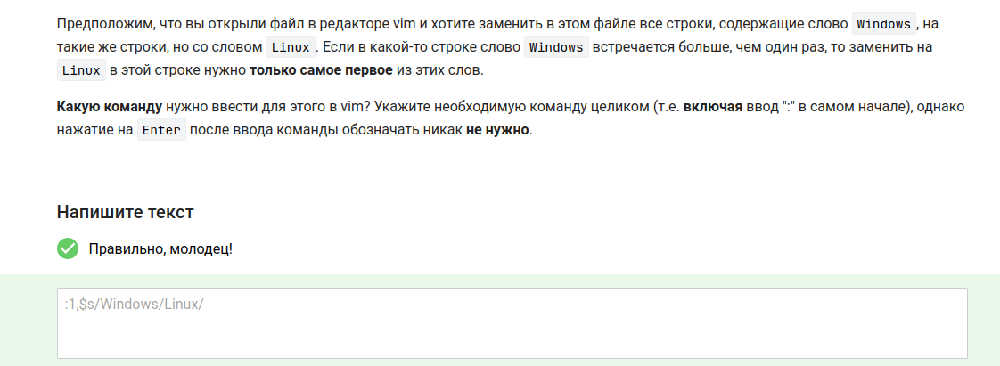 Предположим, что вы открыли файл в редакторе vim и хотите заменить в этом файле все строки, содержащие слово Windows, на
такие же строки, но со словом Linux. Если в какой-то строке слово Windows встречается больше, чем один раз, то заменить на
Linux в этой строке нужно только самое первое из этих слов.
Какую команду нужно ввести для этого в vim? Укажите необходимую команду целиком (т.е. включая ввод ":" в самом начале), однако
нажатие на Enter после ввода команды обозначать никак не нужно.
Напишите текст
Правильно, молодец!
:1,$s/Windows/Linux/